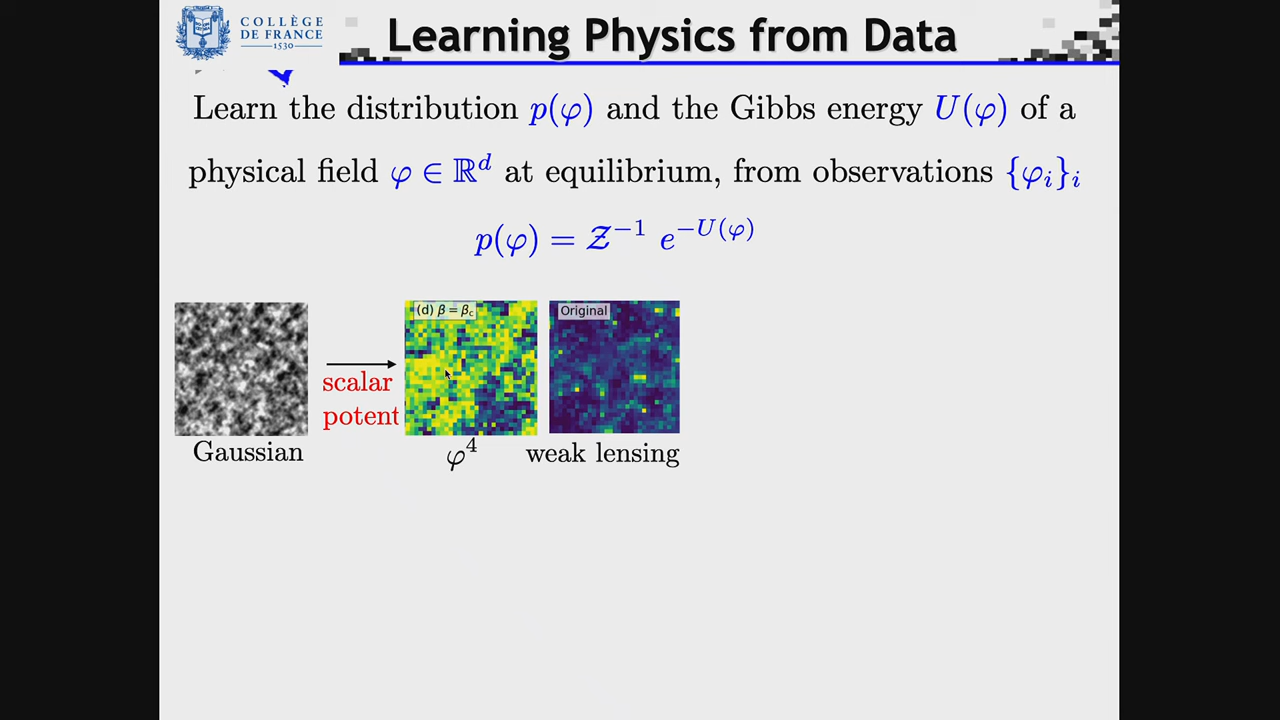 COLLÈGE
DE FRANCE
1530
Learning Physics from Data
Learn the distribution p(φ) and the Gibbs energy U(φ) of a
physical field φ ∈ ℝ^d at equilibrium, from observations {φ_i}_i
p(φ) = Z^{-1} e^{-U(φ)}
(d) β = β_c
Original
scalar
potent
Gaussian
φ^4
weak lensing